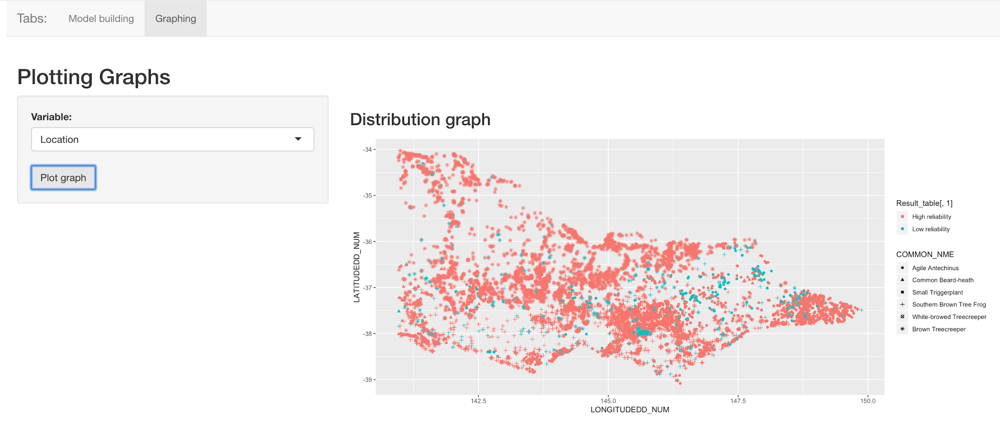 Tabs: Model building Graphing
Plotting Graphs
Variable:
Location
Plot graph
Distribution graph
-34
-35
-36
-37
-38
-39
LATITUDEDD_NUM
142.5 145.0 147.5 150.0
LONGITUDEDD_NUM
Result_table[, 1]
High reliability
Low reliability
COMMON_NME
Agile Antechinus
Common Beard-heath
Small Triggerplant
Southern Brown Tree Frog
White-browed Treecreeper
Brown Treecreeper